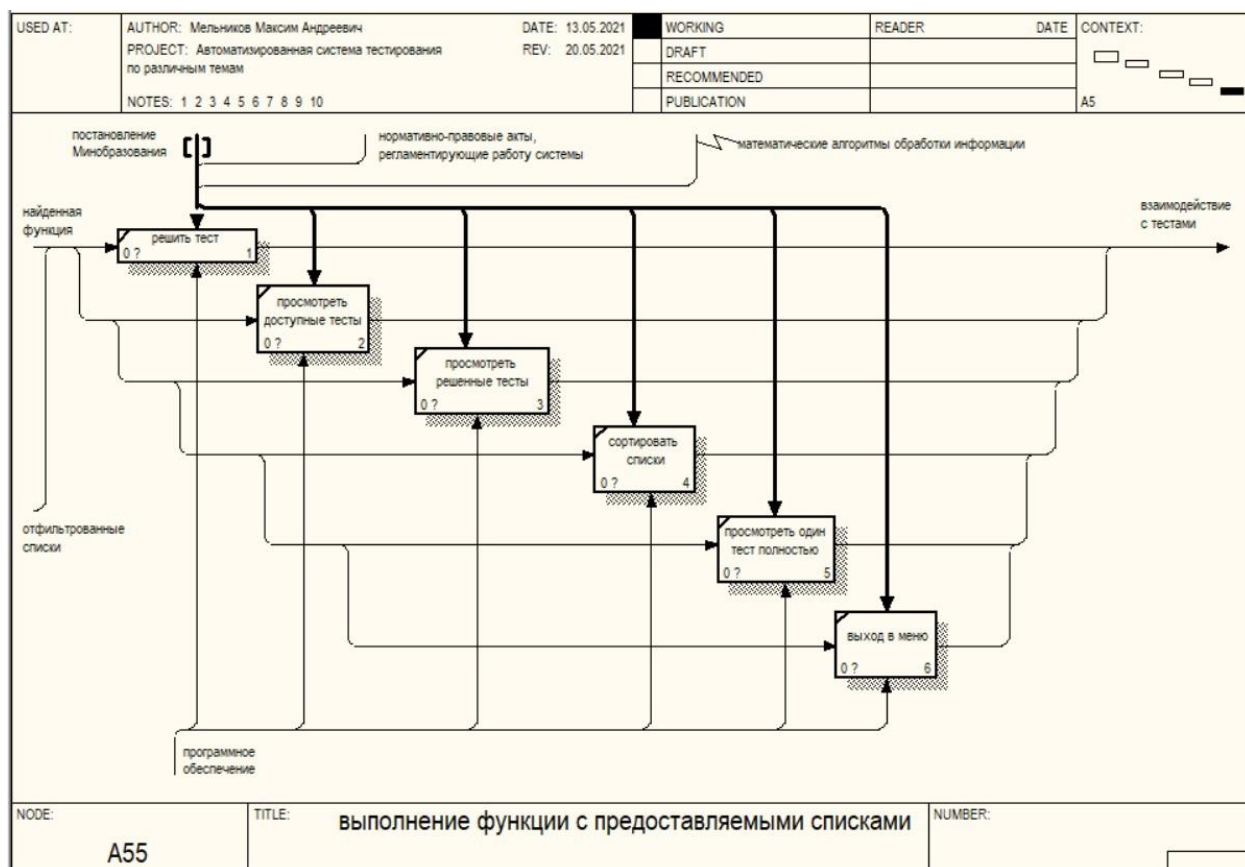 USED AT:
AUTHOR: Мельников Максим Андреевич
DATE: 13.05.2021
PROJECT: Автоматизированная система тестирования
по различным темам
REV: 20.05.2021
NOTES: 1 2 3 4 5 6 7 8 9 10
WORKING
DRAFT
RECOMMENDED
PUBLICATION
READER
DATE
CONTEXT:
A5
постановление
Минобразования
нормативно-правовые акты,
регламентирующие работу системы
математические алгоритмы обработки информации
найденная
функция
взаимодействие
с тестами
решить тест
0 ? 1
просмотреть
доступные тесты
0 ? 2
просмотреть
решенные тесты
0 ? 3
сортировать
списки
0 ? 4
отфильтрованные
списки
просмотреть один
тест полностью
0 ? 5
выход в меню
0 ? 6
программное
обеспечение
NODE:
A55
TITLE:
выполнение функции с предоставляемыми списками
NUMBER: